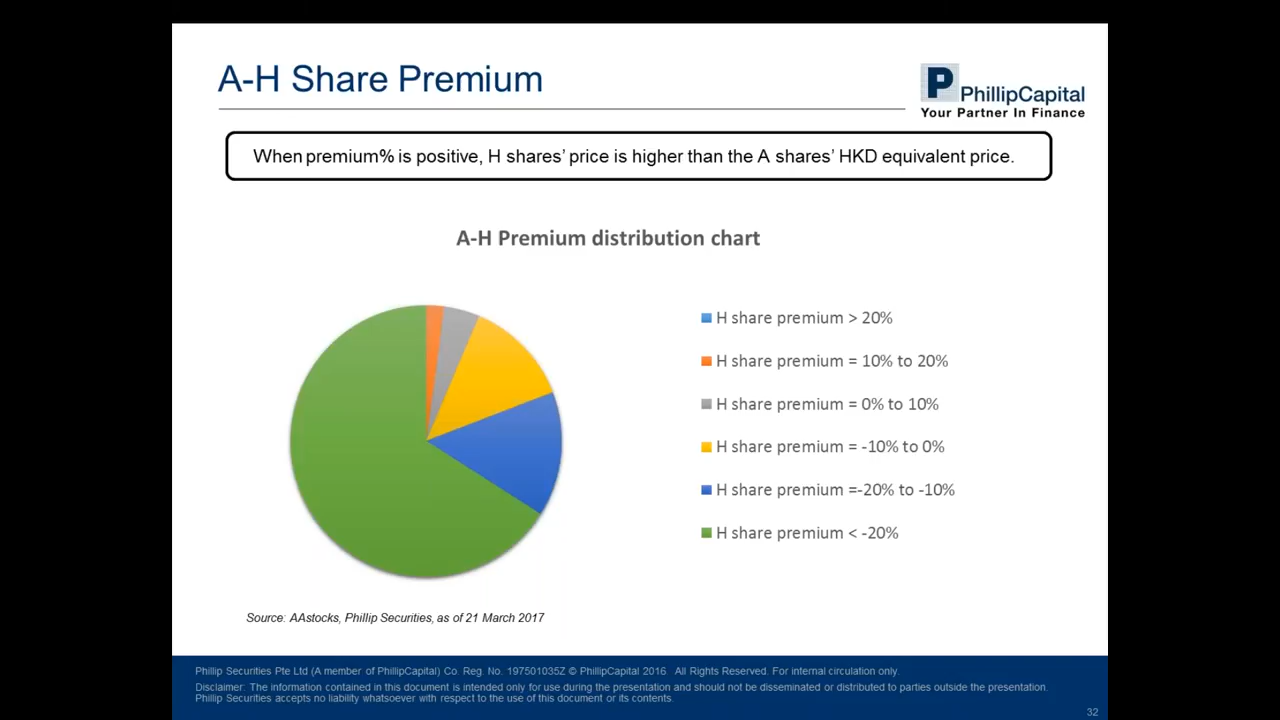 A-H Share Premium
P PhillipCapital
Your Partner In Finance
When premium% is positive, H shares' price is higher than the A shares' HKD equivalent price.
A-H Premium distribution chart
H share premium > 20%
H share premium = 10% to 20%
H share premium = 0% to 10%
H share premium = -10% to 0%
H share premium =-20% to -10%
H share premium < -20%
Source: AAstocks, Phillip Securities, as of 21 March 2017
Phillip Securities Pte Ltd (A member of PhillipCapital) Co. Reg. No. 197501035Z © PhillipCapital 2016. All Rights Reserved. For internal circulation only.
Disclaimer: The information contained in this document is intended only for use during the presentation and should not be disseminated or distributed to parties outside the presentation.
Phillip Securities accepts no liability whatsoever with respect to the use of this document or its contents.
32